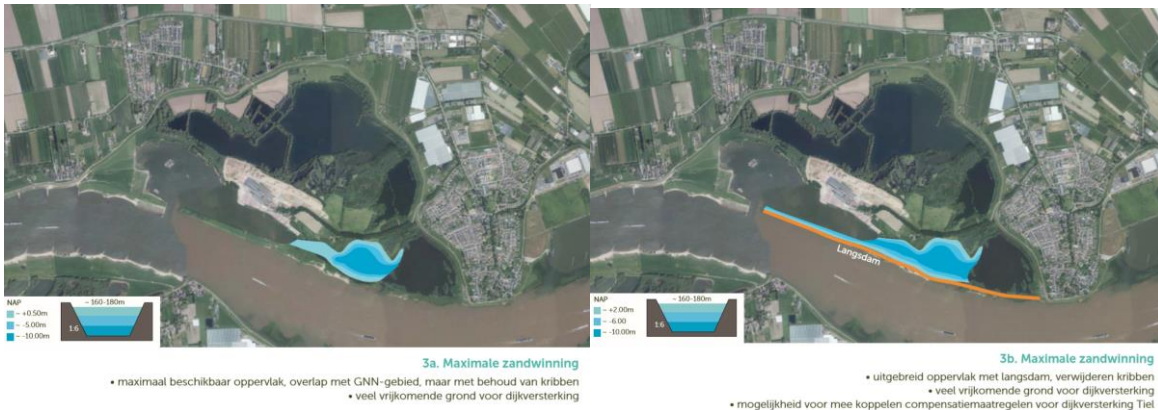 NAP
~160-180m
– +0.50m
– -5.00m
– -10.00m
1:6
3a. Maximale zandwinning
• maximaal beschikbaar oppervlak, overlap met GNN-gebied, maar met behoud van kribben
• veel vrijkomende grond voor dijkversterking
Langsdam
NAP
~160-180m
– +2.00m
– -6.00
– -10.00m
1:6
3b. Maximale zandwinning
• uitgebreid oppervlak met langsdam, verwijderen kribben
• veel vrijkomende grond voor dijkversterking
• mogelijkheid voor mee koppelen compensatiemaatregelen voor dijkversterking Tiel